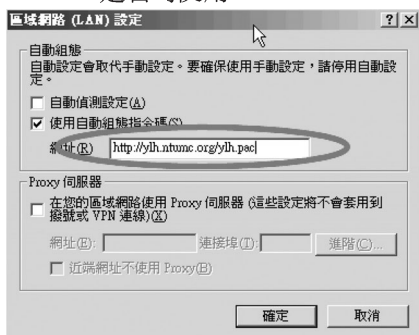 區域網路 (LAN) 設定
自動組態
自動設定會取代手動設定。要確保使用手動設定，請停用自動設
定。
自動偵測設定(A)
使用自動組態指令碼(S)
網址(R) http://ylh.ntumc.org/ylh.pac
Proxy 伺服器
在您的區域網路使用 Proxy 伺服器 (這些設定將不會套用到
撥號或 VPN 連線)(X)
網址(E): 連接埠(T): 進階(C)...
近端網址不使用 Proxy(B)
確定 取消